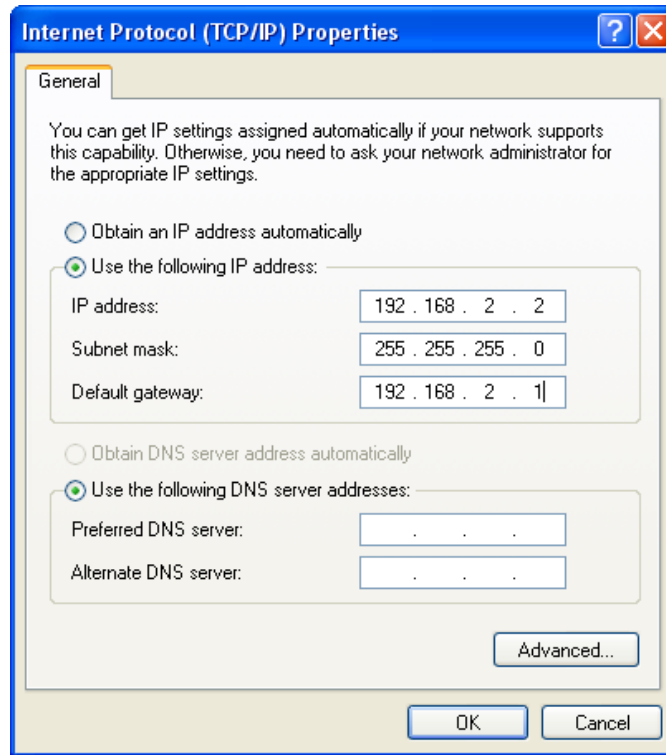 Internet Protocol (TCP/IP) Properties
General
You can get IP settings assigned automatically if your network supports
this capability. Otherwise, you need to ask your network administrator for
the appropriate IP settings.
Obtain an IP address automatically
Use the following IP address:
IP address: 192 . 168 . 2 . 2
Subnet mask: 255 . 255 . 255 . 0
Default gateway: 192 . 168 . 2 . 1
Obtain DNS server address automatically
Use the following DNS server addresses:
Preferred DNS server: . . .
Alternate DNS server: . . .
Advanced...
OK Cancel